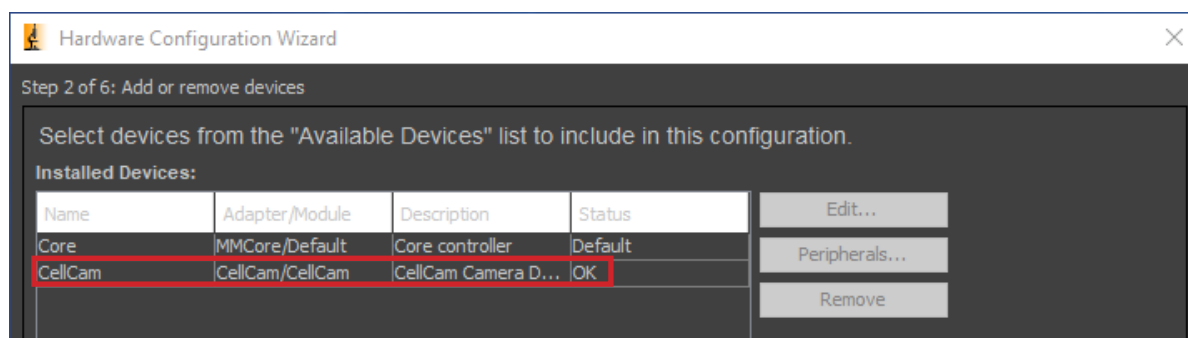 Hardware Configuration Wizard
Step 2 of 6: Add or remove devices
Select devices from the "Available Devices" list to include in this configuration.
Installed Devices:
Name Adapter/Module Description Status Edit...
Core MMCore/Default Core controller Default Peripherals...
CellCam CellCam/CellCam CellCam Camera D... OK
Remove